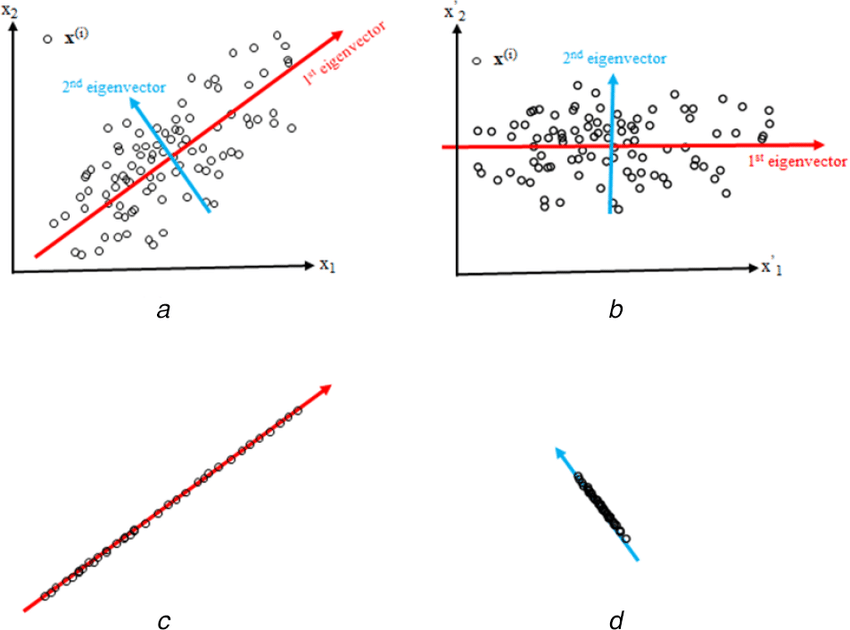 x₂
x⁽ⁱ⁾
2ⁿᵈ eigenvector
1ˢᵗ eigenvector
x₁
a
x'₂
x⁽ⁱ⁾
2ⁿᵈ eigenvector
1ˢᵗ eigenvector
x'₁
b
c
d